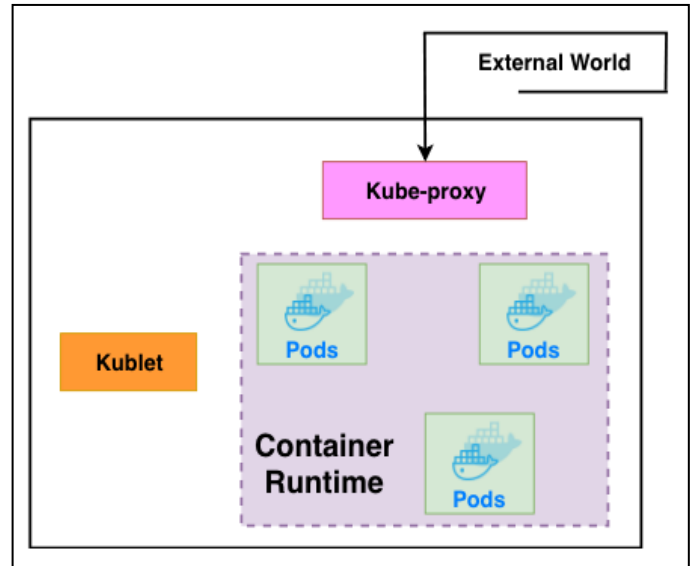 External World
Kube-proxy
Pods
Pods
Kublet
Container
Runtime
Pods